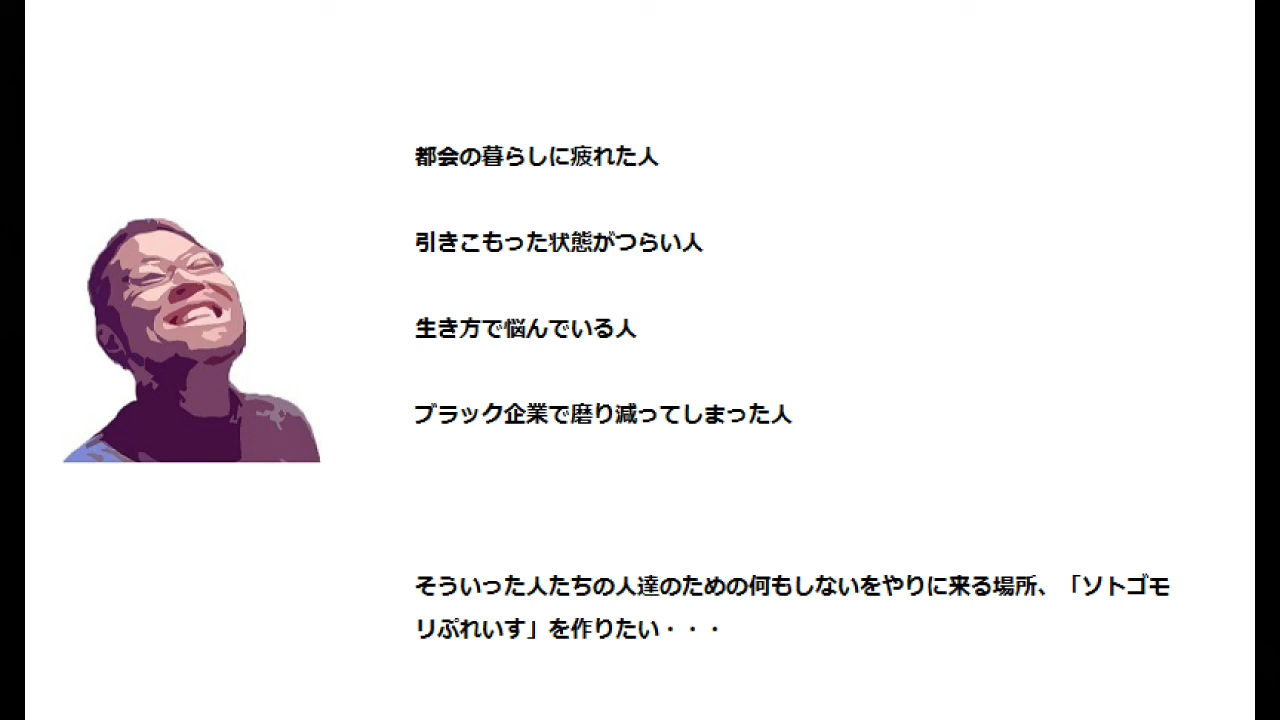 都会の暮らしに疲れた人
引きこもった状態がつらい人
生き方で悩んでいる人
ブラック企業で磨り減ってしまった人
そういった人たちの人達のための何もしないをやりに来る場所、「ソトゴモ
リぷれいす」を作りたい・・・